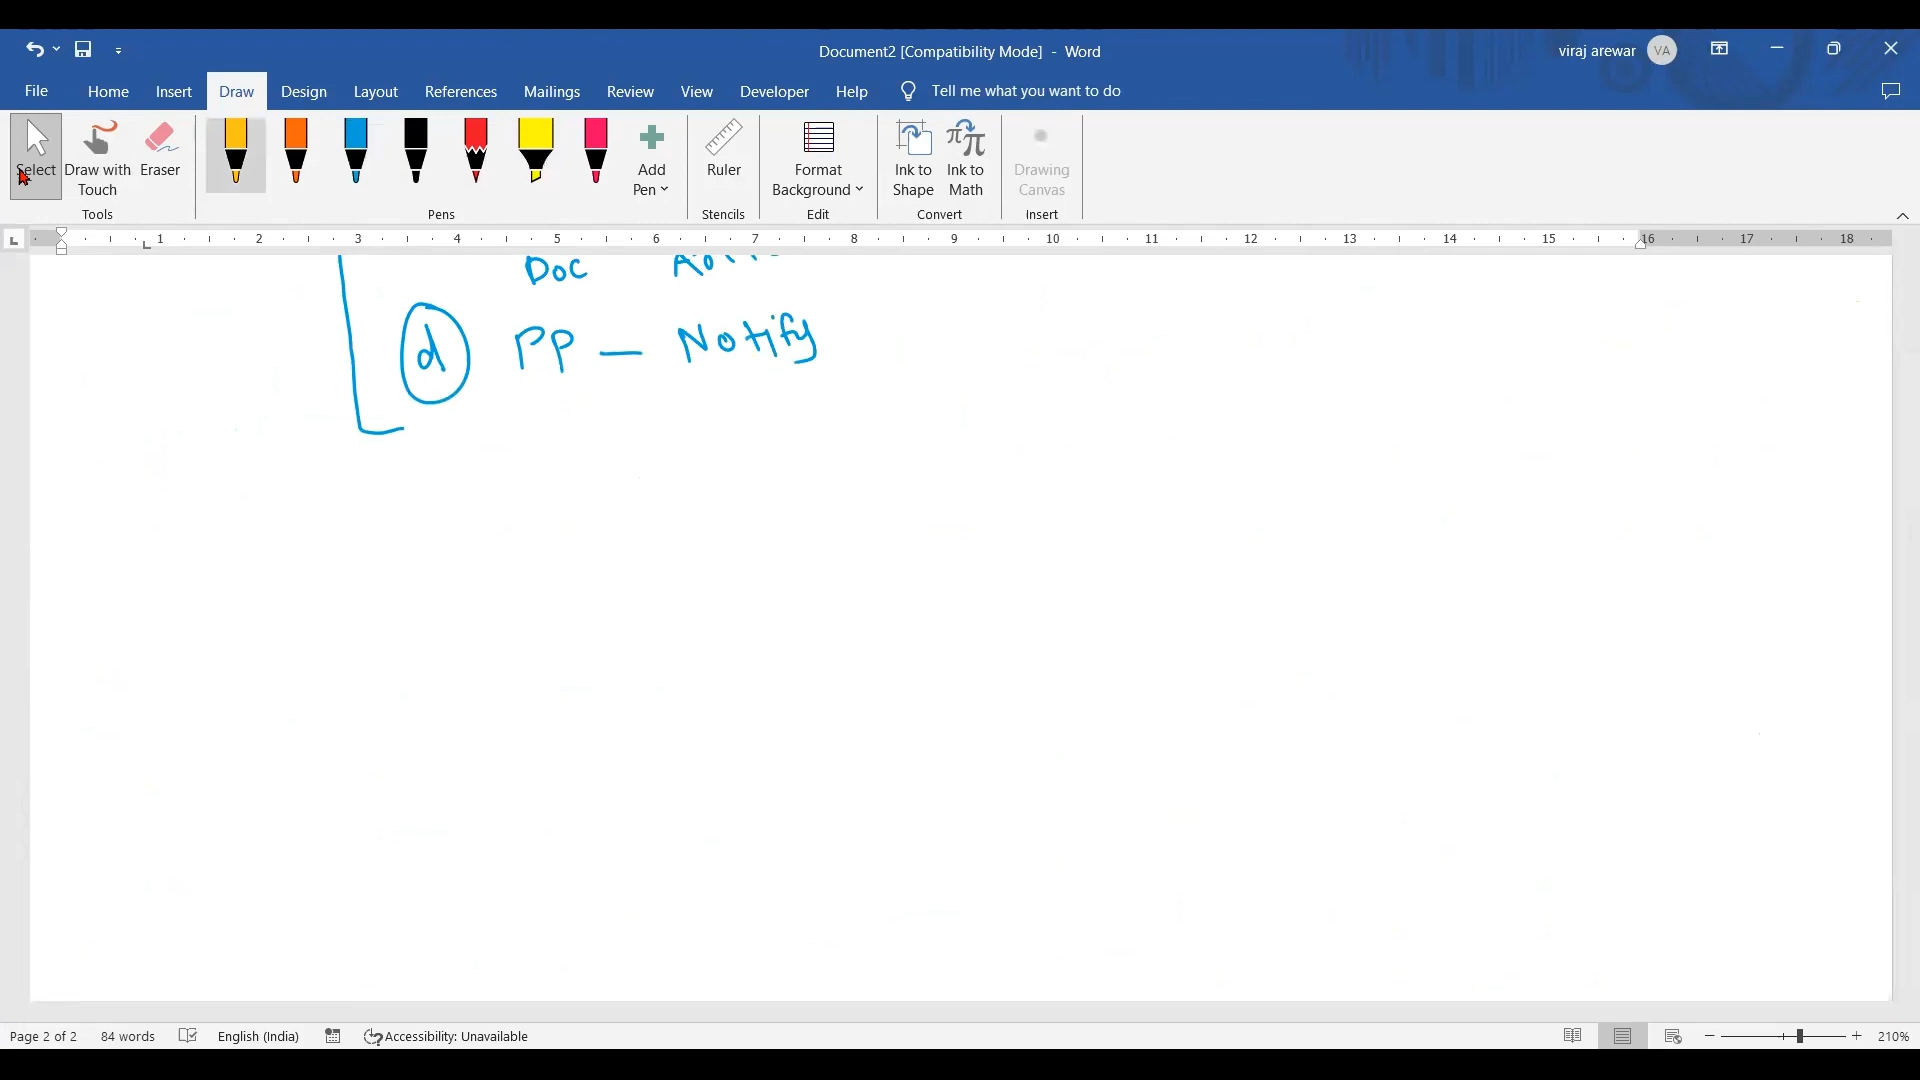 Document2 [Compatibility Mode] - Word
viraj arewar VA
File Home Insert Draw Design Layout References Mailings Review View Developer Help Tell me what you want to do
Select Draw with Touch Eraser Add Pen Ruler Format Background Ink to Shape Ink to Math Drawing Canvas
Tools Pens Stencils Edit Convert Insert
1 2 3 4 5 6 7 8 9 10 11 12 13 14 15 16 17 18
Doc
d PP — Notify
Page 2 of 2 84 words English (India) Accessibility: Unavailable 210%